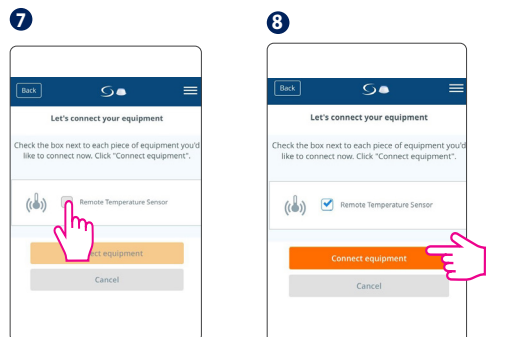 7
Back
Let's connect your equipment
Check the box next to each piece of equipment you'd
like to connect now. Click "Connect equipment".
Remote Temperature Sensor
ect equipment
Cancel
8
Back
Let's connect your equipment
Check the box next to each piece of equipment you'd
like to connect now. Click "Connect equipment".
Remote Temperature Sensor
Connect equipment
Cancel